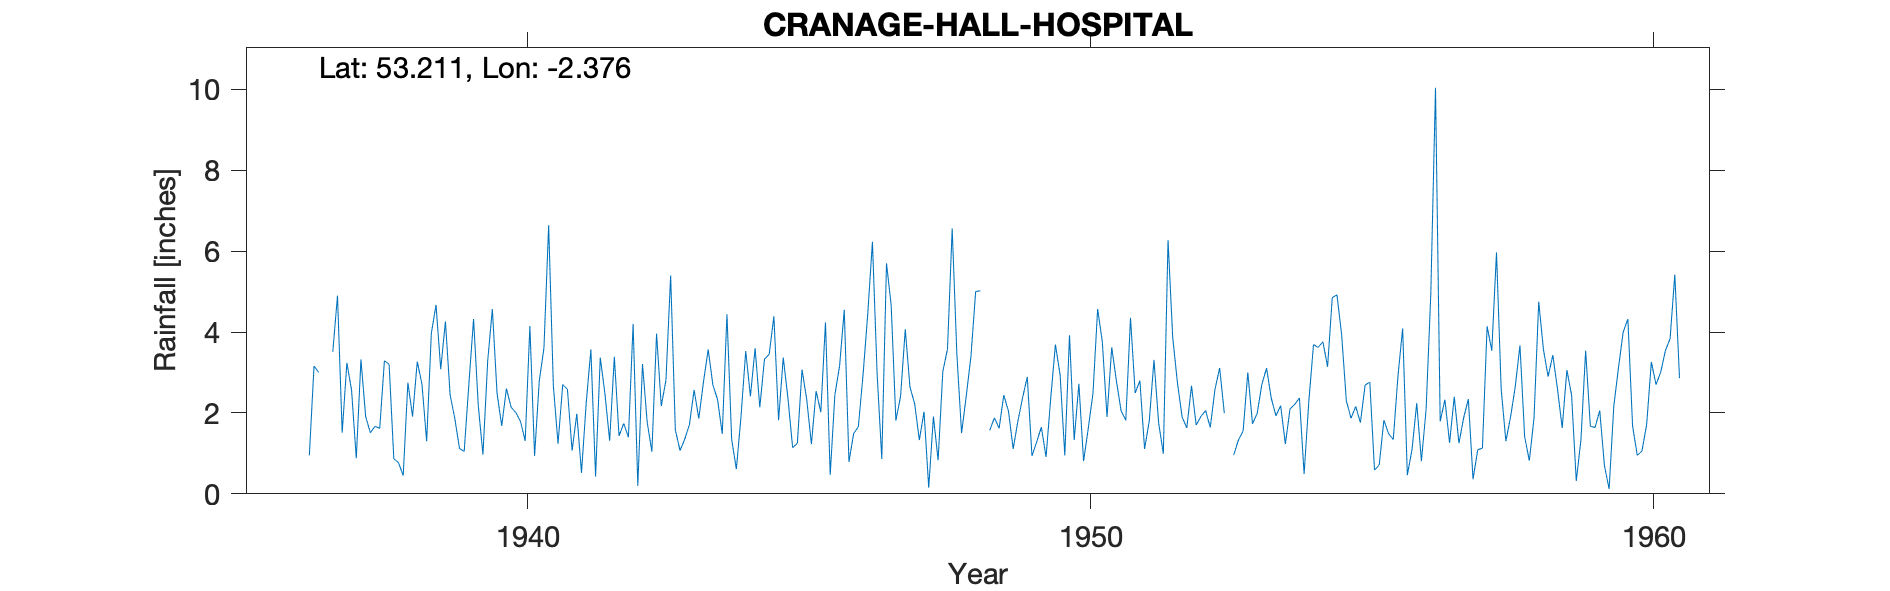 CRANAGE-HALL-HOSPITAL
Lat: 53.211, Lon: -2.376
10
8
6
4
2
0
Rainfall [inches]
1940
1950
1960
Year